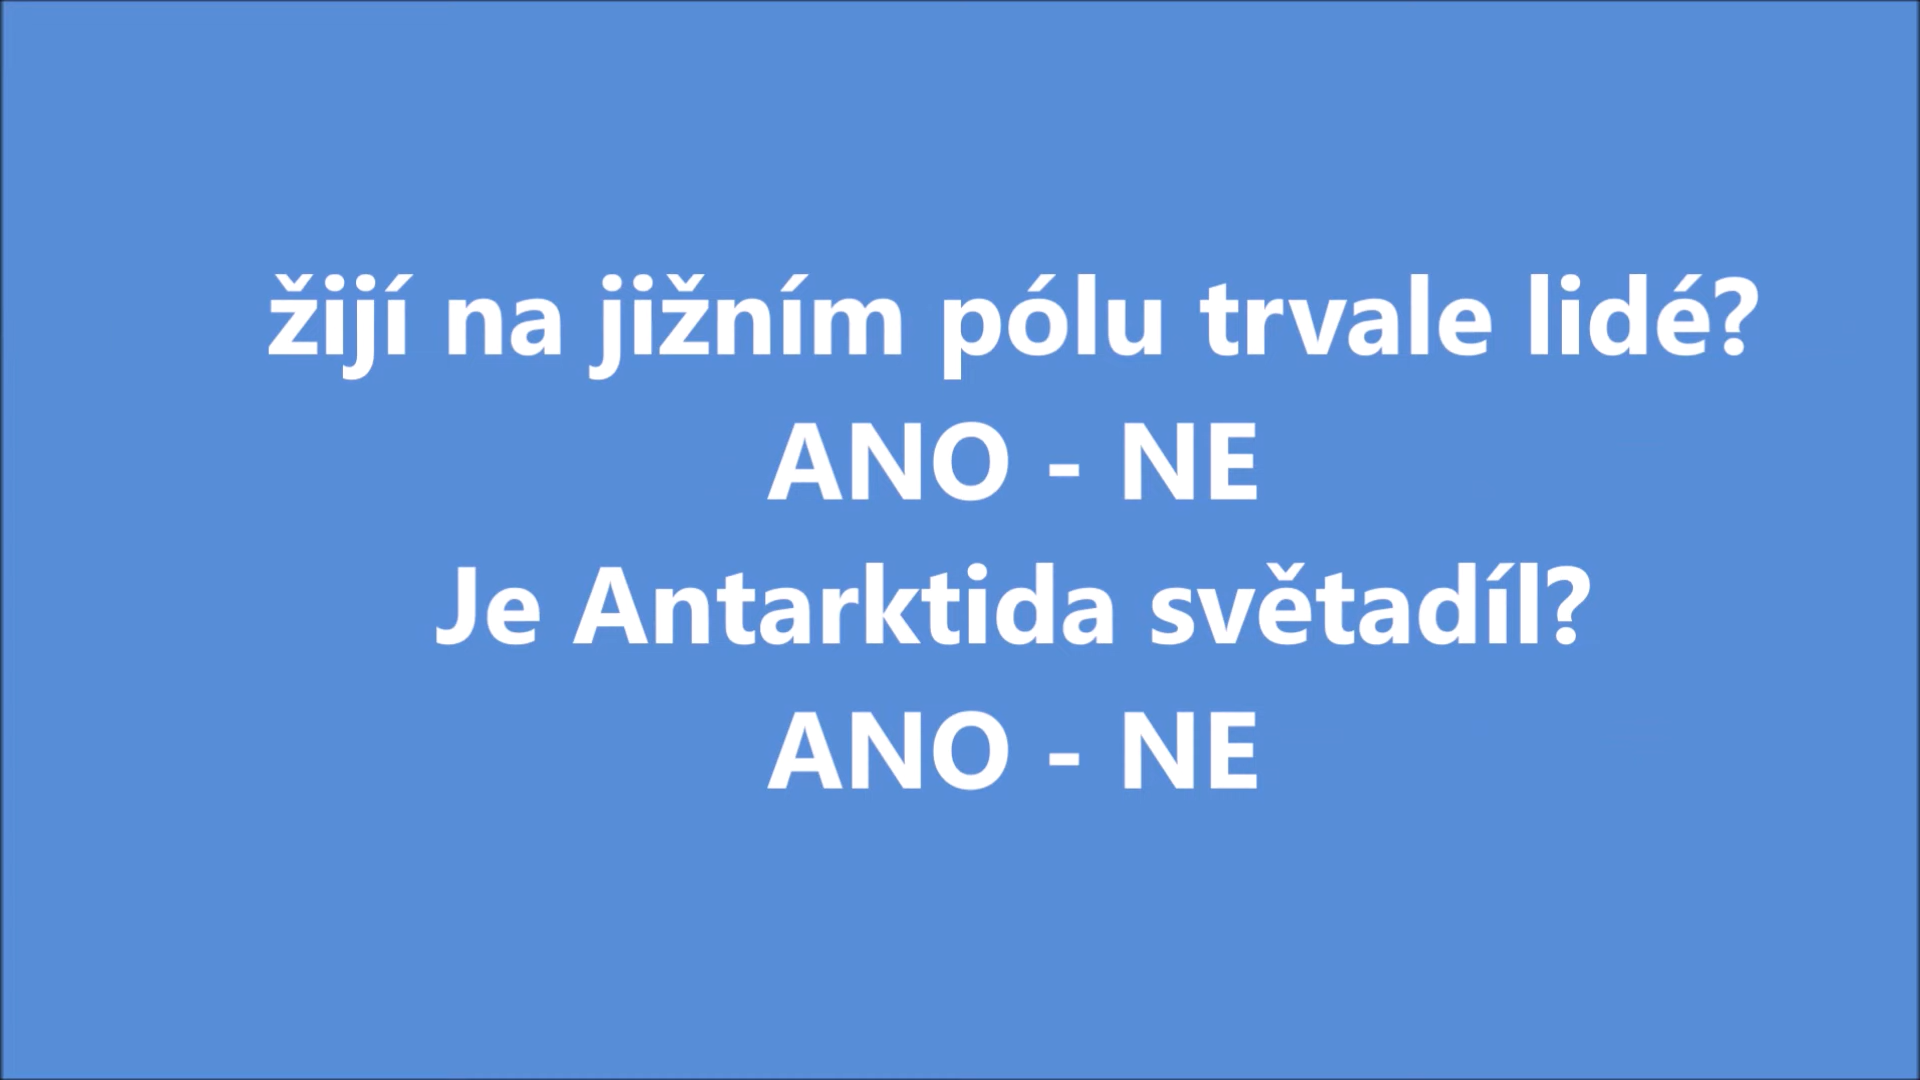 žijí na jižním pólu trvale lidé?
ANO - NE
Je Antarktida světadíl?
ANO - NE